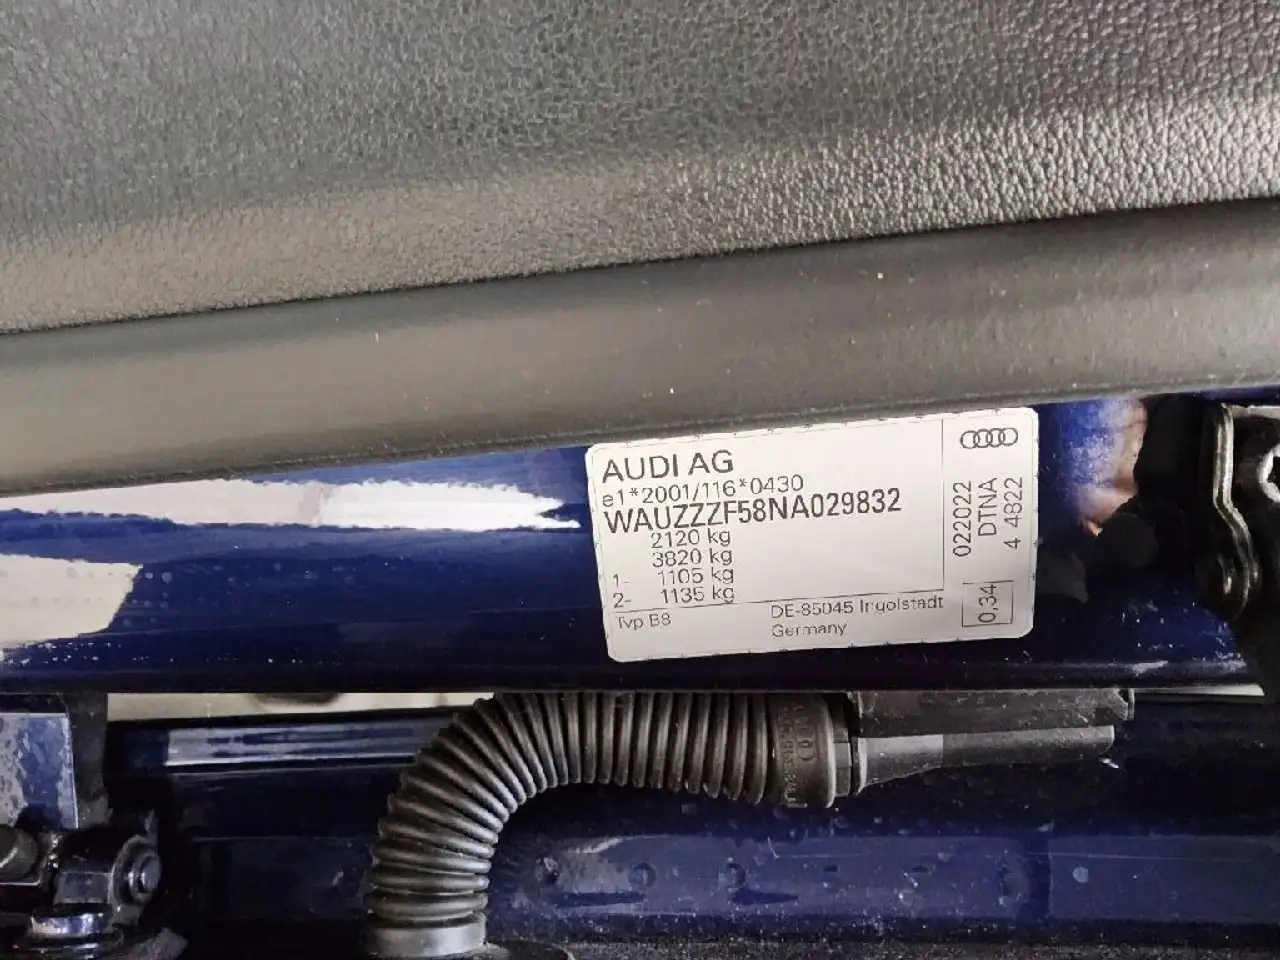 AUDI AG
e1*2001/116*0430
WAUZZZF58NA029832
2120 kg
3820 kg
1- 1105 kg
2- 1135 kg
Typ B8
DE-85045 Ingolstadt
Germany
022022
DTNA
4 4822
0,34